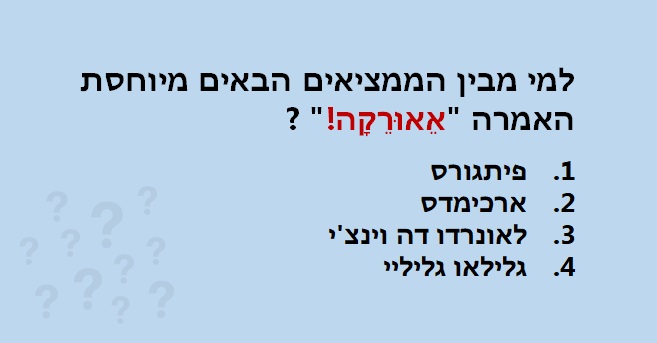 למי מבין הממציאים הבאים מיוחסת
האמרה "אֵאוּרֵקָה!" ?
1. פיתגורס
2. ארכימדס
3. לאונרדו דה וינצ'י
4. גלילאו גליליי